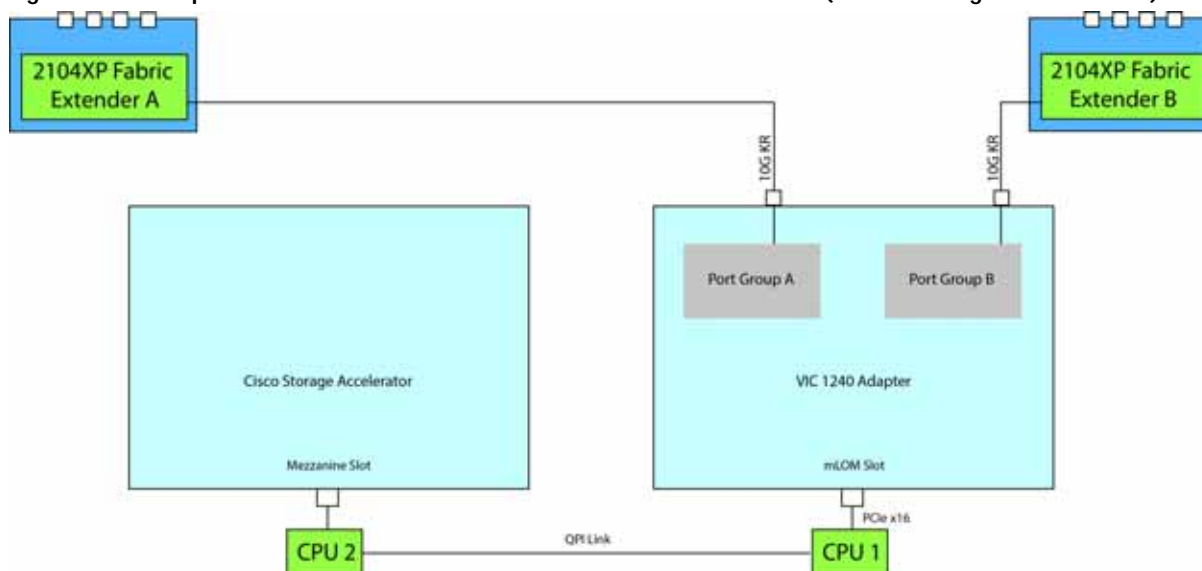 2104XP Fabric
Extender A
2104XP Fabric
Extender B
10G KR
10G KR
Port Group A
Port Group B
Cisco Storage Accelerator
VIC 1240 Adapter
Mezzanine Slot
mLOM Slot
PCIe x16
QPI Link
CPU 2
CPU 1